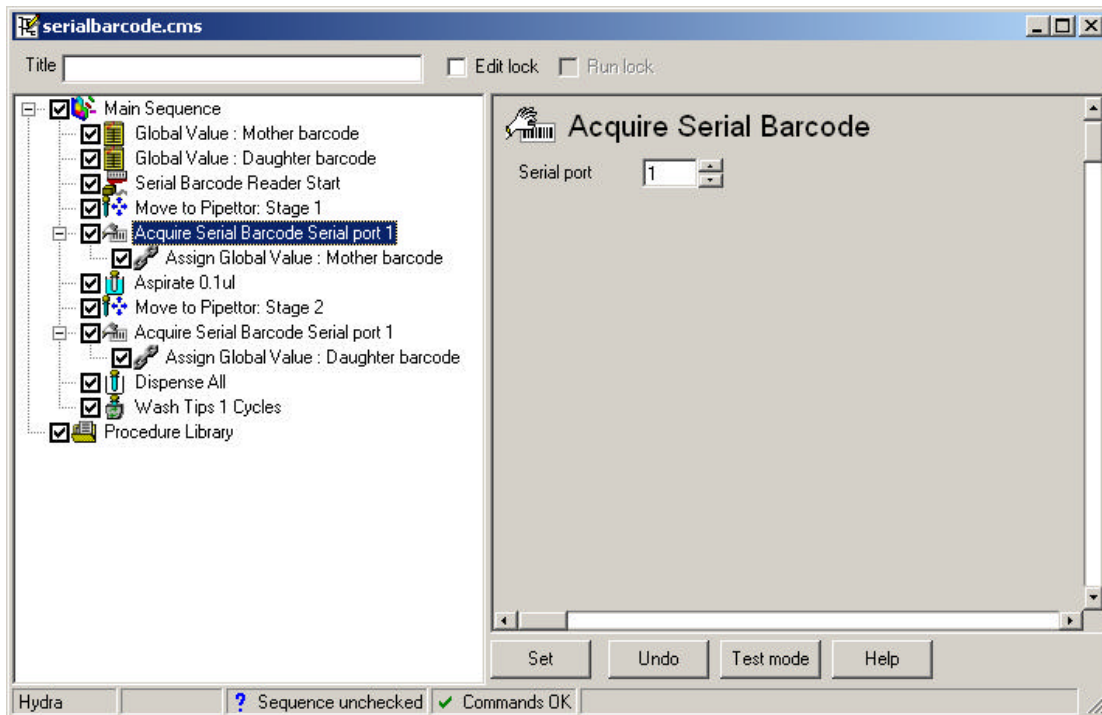 serialbarcode.cms
Title Edit lock Run lock
Main Sequence
Global Value : Mother barcode
Global Value : Daughter barcode
Serial Barcode Reader Start
Move to Pipettor: Stage 1
Acquire Serial Barcode Serial port 1
Assign Global Value : Mother barcode
Aspirate 0.1ul
Move to Pipettor: Stage 2
Acquire Serial Barcode Serial port 1
Assign Global Value : Daughter barcode
Dispense All
Wash Tips 1 Cycles
Procedure Library
Acquire Serial Barcode
Serial port 1
Set Undo Test mode Help
Hydra ? Sequence unchecked Commands OK